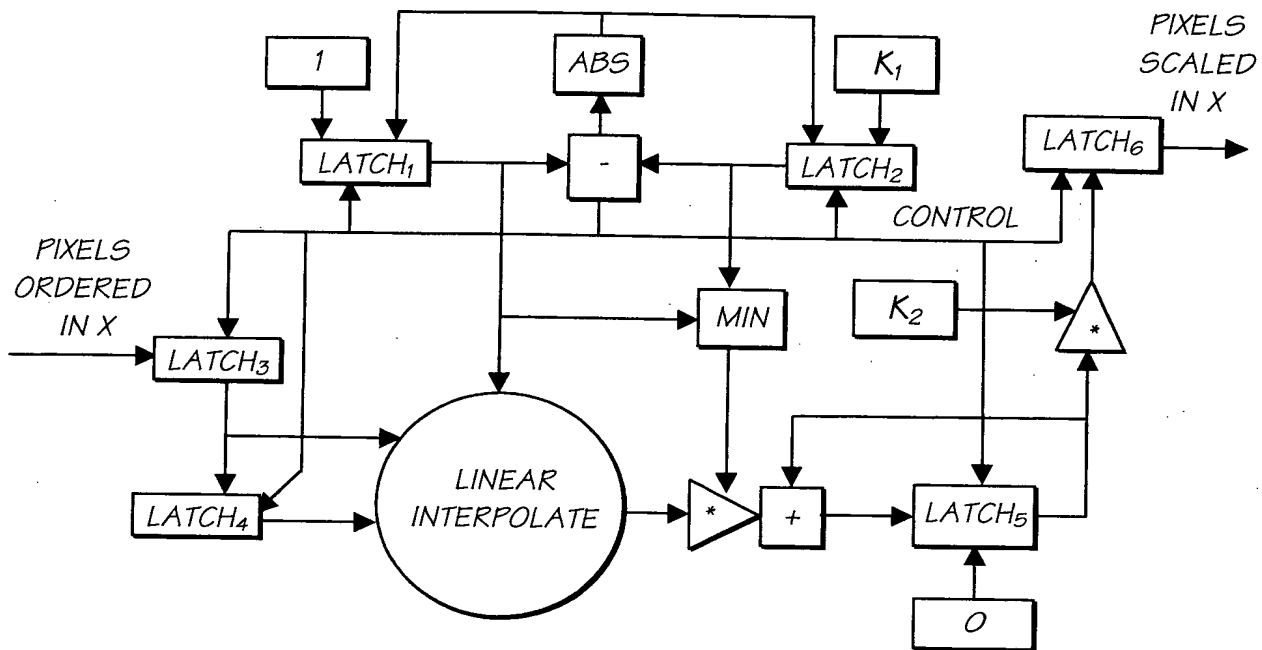 PIXELS
SCALED
IN X
1
ABS
K₁
LATCH₁
-
LATCH₂
LATCH₆
CONTROL
PIXELS
ORDERED
IN X
MIN
K₂
*
LATCH₃
LINEAR
INTERPOLATE
LATCH₄
*
+
LATCH₅
0